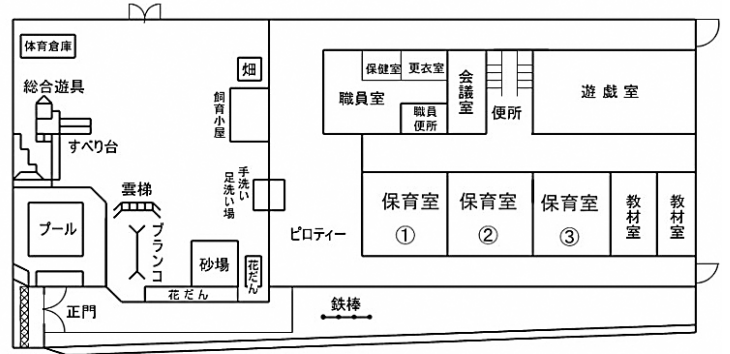 体育倉庫
総合遊具
すべり台
畑
飼育小屋
手洗い
足洗い場
雲梯
プール
ブランコ
砂場
花だん
花だん
正門
ピロティー
鉄棒
保健室
更衣室
職員室
職員
便所
会議室
便所
遊戯室
保育室
①
保育室
②
保育室
③
教材室
教材室